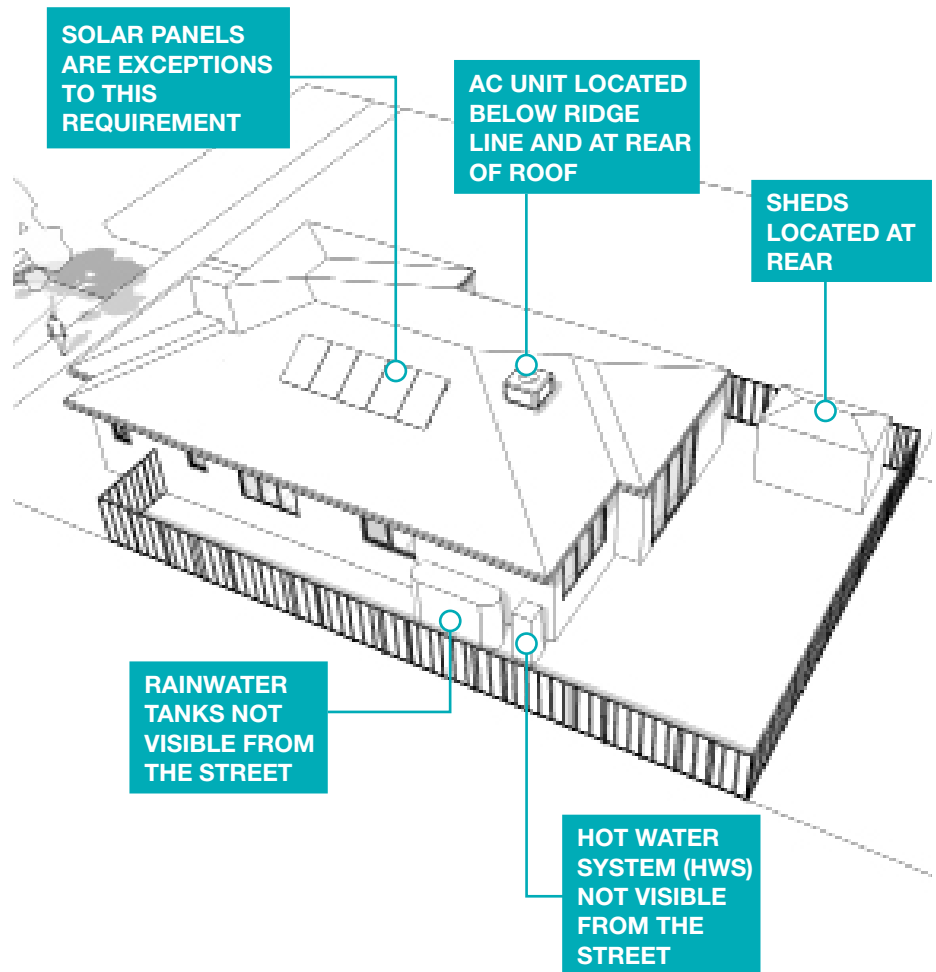 SOLAR PANELS
ARE EXCEPTIONS
TO THIS
REQUIREMENT
AC UNIT LOCATED
BELOW RIDGE
LINE AND AT REAR
OF ROOF
SHEDS
LOCATED AT
REAR
RAINWATER
TANKS NOT
VISIBLE FROM
THE STREET
HOT WATER
SYSTEM (HWS)
NOT VISIBLE
FROM THE
STREET